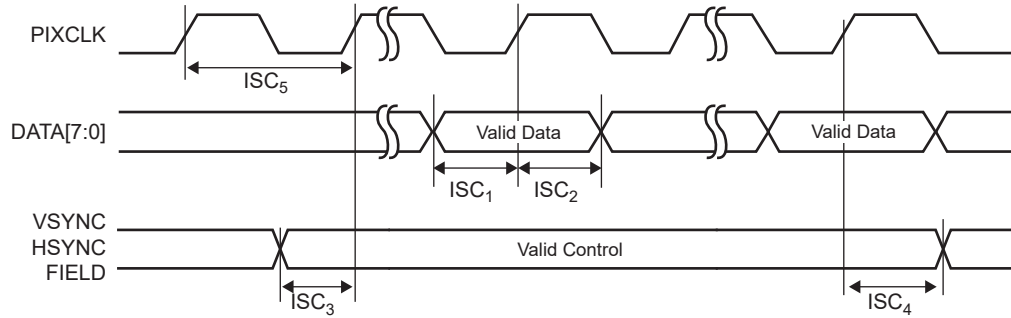 PIXCLK
ISC₅
DATA[7:0]
Valid Data
Valid Data
ISC₁
ISC₂
VSYNC
HSYNC
FIELD
Valid Control
ISC₃
ISC₄